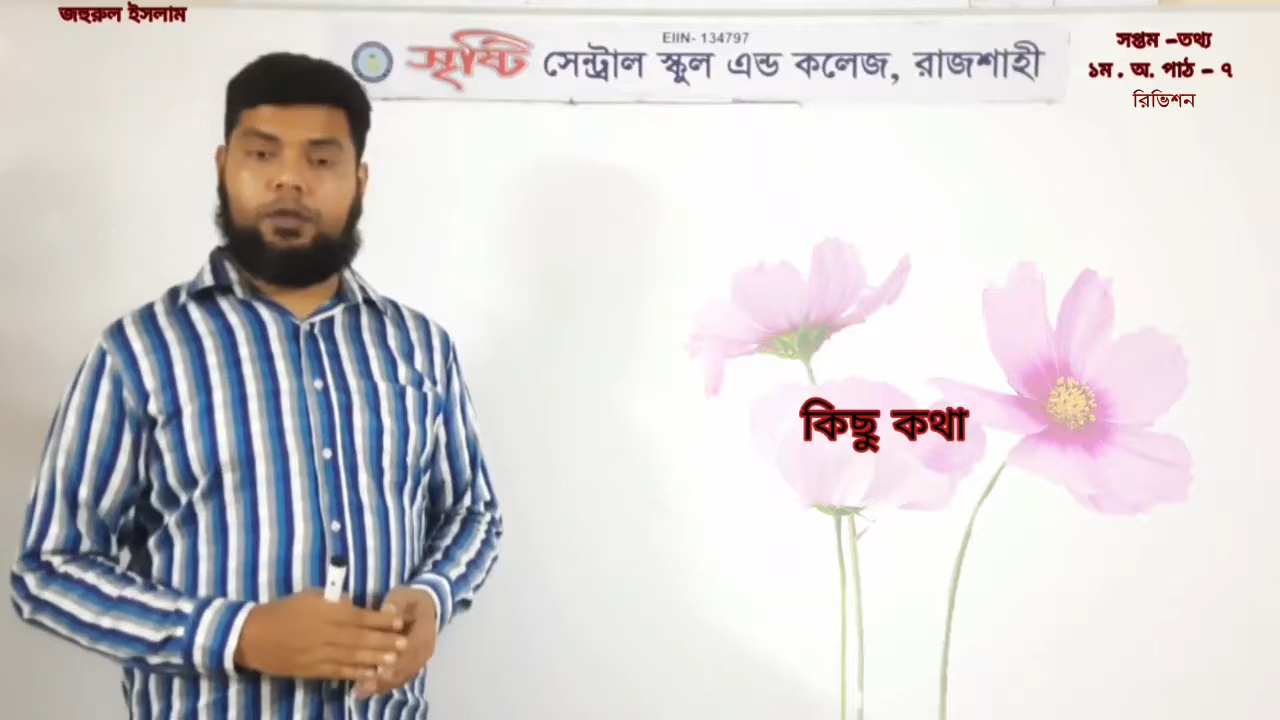 জহুরুল ইসলাম
EIIN- 134797
সৃষ্টি সেন্ট্রাল স্কুল এন্ড কলেজ, রাজশাহী
সপ্তম -তথ্য
১ম . অ. পাঠ - ৭
রিভিশন
কিছু কথা